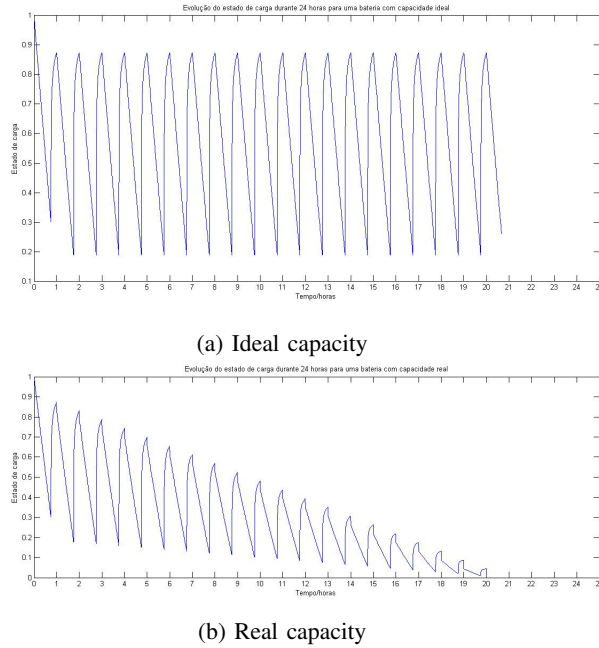 Evolução do estado de carga durante 24 horas para uma bateria com capacidade ideal
1
0.9
0.8
0.7
0.6
0.5
0.4
0.3
0.2
0.1
Estado de carga
0 1 2 3 4 5 6 7 8 9 10 11 12 13 14 15 16 17 18 19 20 21 22 23 24 25
Tempo/horas
(a) Ideal capacity
Evolução do estado de carga durante 24 horas para uma bateria com capacidade real
1
0.9
0.8
0.7
0.6
0.5
0.4
0.3
0.2
0.1
0
Estado de carga
0 1 2 3 4 5 6 7 8 9 10 11 12 13 14 15 16 17 18 19 20 21 22 23 24
Tempo/horas
(b) Real capacity